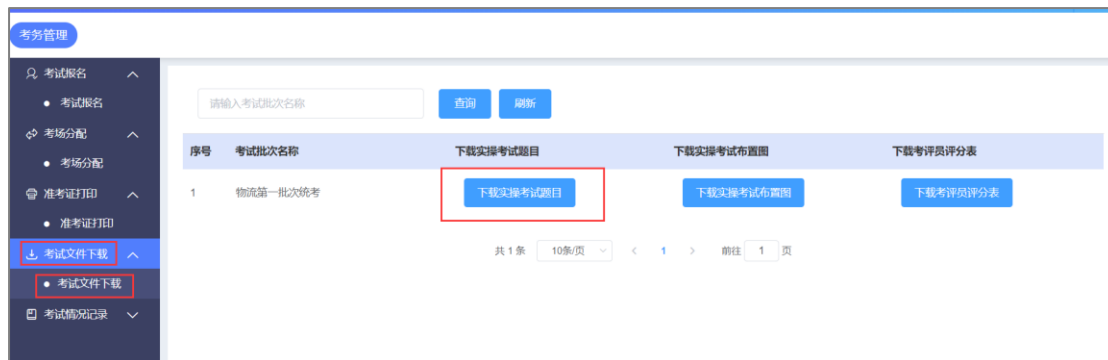 考务管理
考试报名
考试报名
考场分配
考场分配
准考证打印
准考证打印
考试文件下载
考试文件下载
考试情况记录
请输入考试批次名称 查询 刷新
序号 考试批次名称 下载实操考试题目 下载实操考试布置图 下载考评员评分表
1 物流第一批次统考 下载实操考试题目 下载实操考试布置图 下载考评员评分表
共 1 条 10条/页 < 1 > 前往 1 页